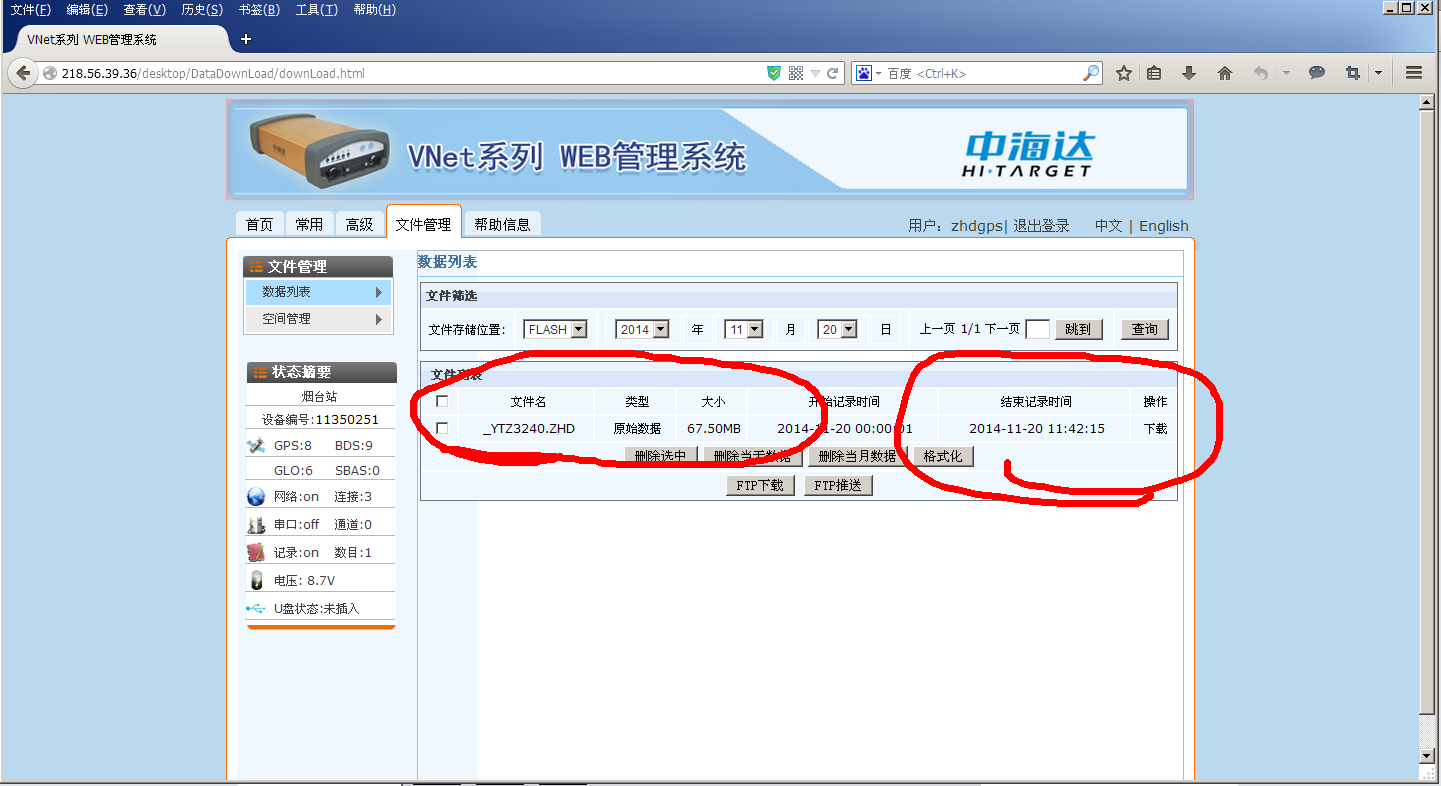 文件(F) 编辑(E) 查看(V) 历史(S) 书签(B) 工具(T) 帮助(H)
VNet系列 WEB管理系统
218.56.39.36/desktop/DataDownLoad/downLoad.html
百度 <Ctrl+K>
中海达
VNet系列 WEB管理系统
中海达
HI·TARGET
首页 常用 高级 文件管理 帮助信息
用户: zhdgps| 退出登录 中文 | English
文件管理
数据列表
空间管理
状态摘要
烟台站
设备编号:11350251
GPS:8 BDS:9
GLO:6 SBAS:0
网络:on 连接:3
串口:off 通道:0
记录:on 数目:1
电压: 8.7V
U盘状态:未插入
数据列表
文件筛选
文件存储位置: FLASH 2014 年 11 月 20 日 上一页 1/1 下一页 跳到 查询
文件列表
文件名 类型 大小 开始记录时间 结束记录时间 操作
_YTZ3240.ZHD 原始数据 67.50MB 2014-11-20 00:00:01 2014-11-20 11:42:15 下载
删除选中 删除当天数据 删除当月数据 格式化
FTP下载 FTP推送